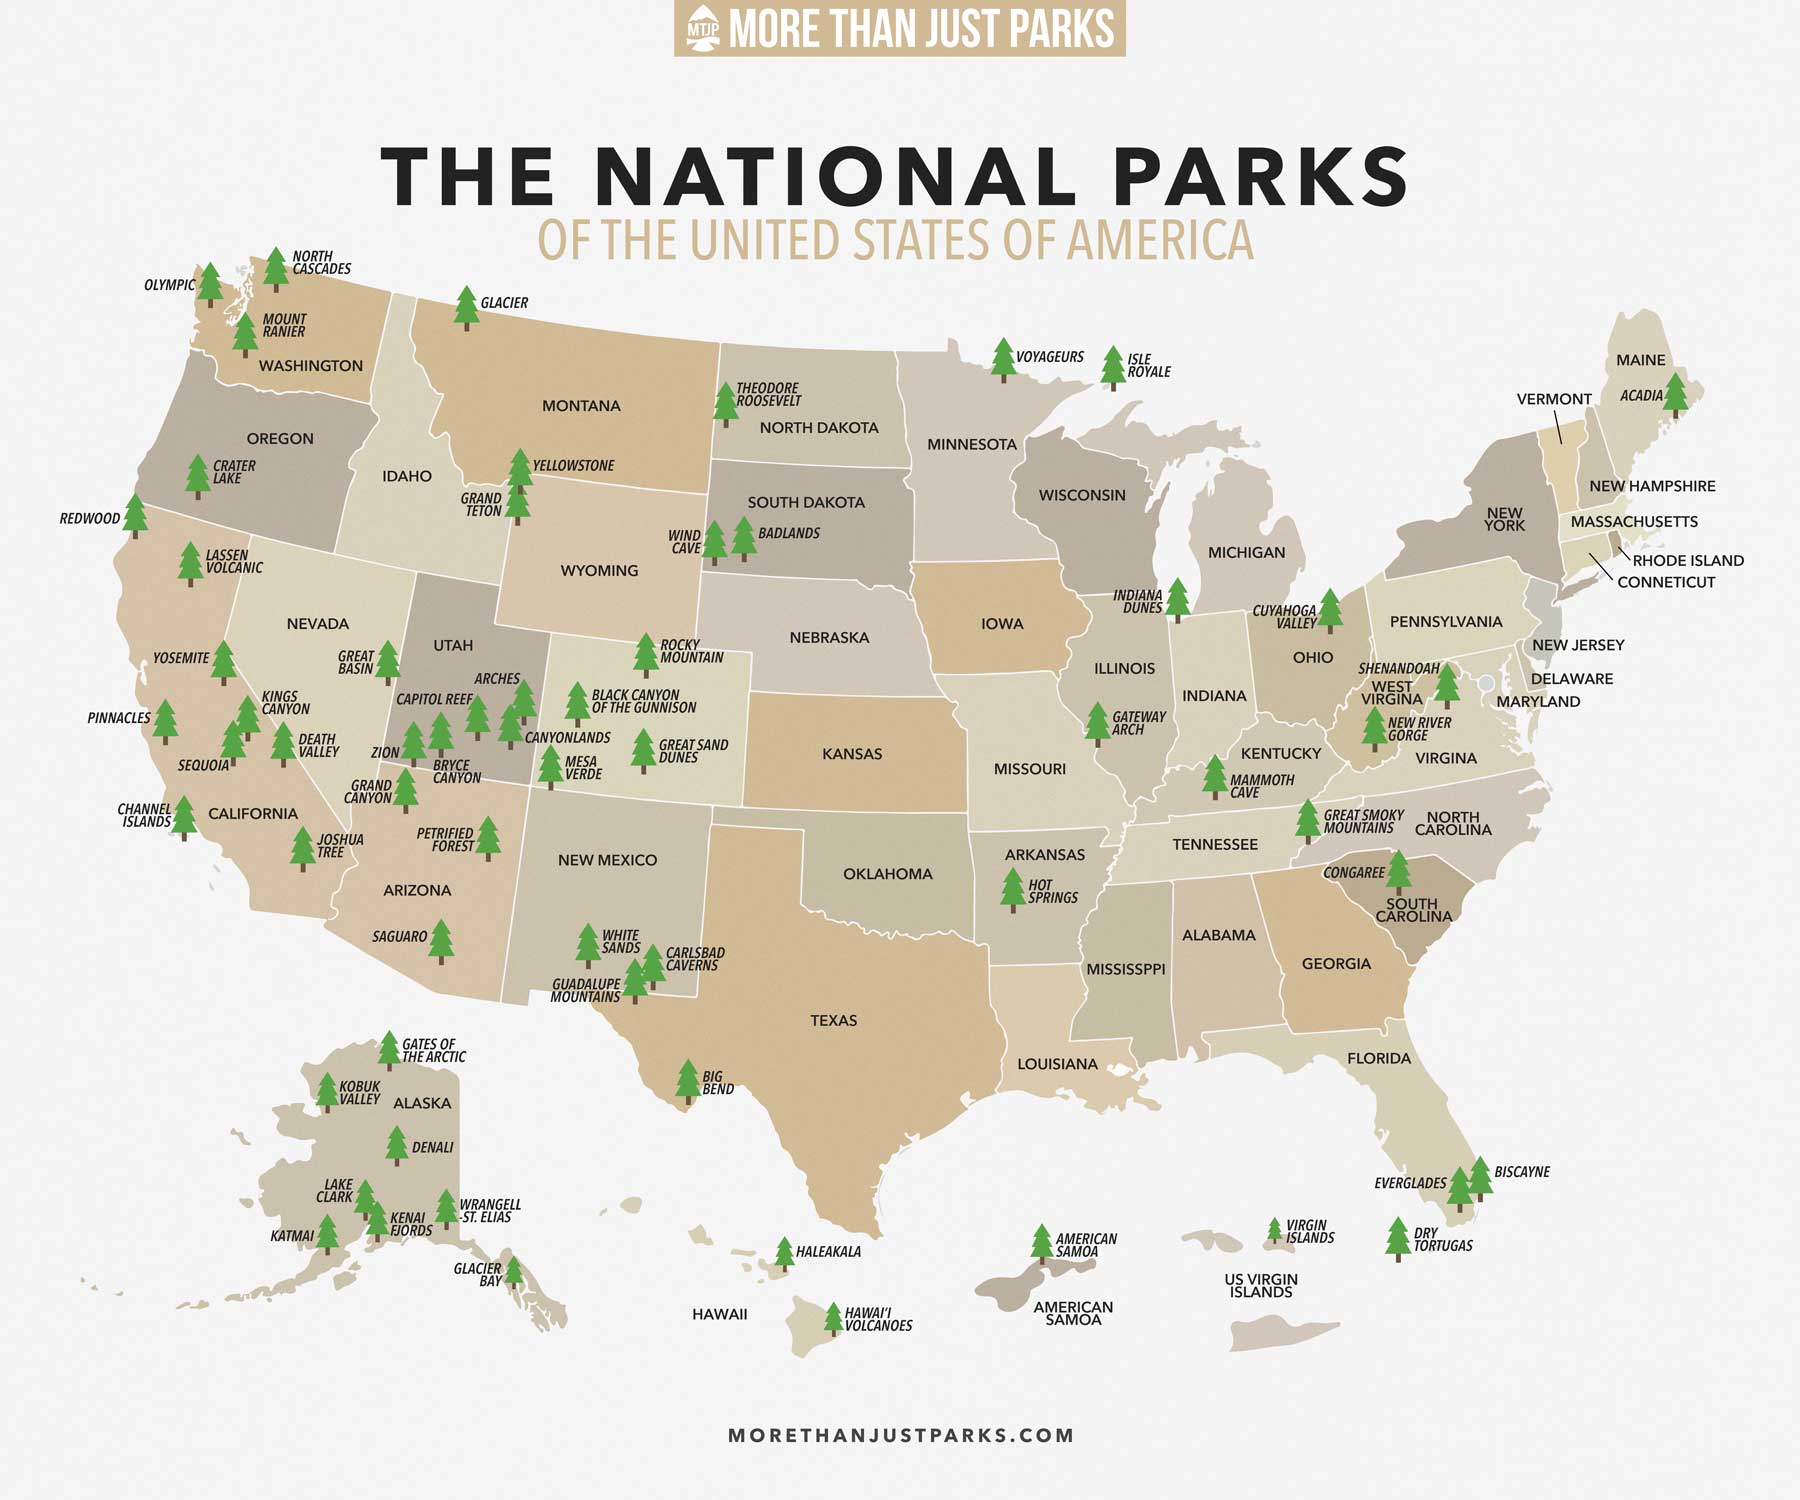 MTJP
MORE THAN JUST PARKS
THE NATIONAL PARKS
OF THE UNITED STATES OF AMERICA
NORTH
CASCADES
OLYMPIC
MOUNT
RANIER
WASHINGTON
GLACIER
MONTANA
OREGON
CRATER
LAKE
IDAHO
YELLOWSTONE
GRAND
TETON
WYOMING
THEODORE
ROOSEVELT
NORTH DAKOTA
SOUTH DAKOTA
WIND
CAVE
BADLANDS
VOYAGEURS
ISLE
ROYALE
MINNESOTA
WISCONSIN
MICHIGAN
MAINE
ACADIA
VERMONT
NEW HAMPSHIRE
NEW
YORK
MASSACHUSETTS
RHODE ISLAND
CONNETICUT
REDWOOD
LASSEN
VOLCANIC
NEVADA
GREAT
BASIN
UTAH
ARCHES
CAPITOL REEF
CANYONLANDS
ZION
BRYCE
CANYON
YOSEMITE
KINGS
CANYON
PINNACLES
SEQUOIA
DEATH
VALLEY
CHANNEL
ISLANDS
CALIFORNIA
JOSHUA
TREE
GRAND
CANYON
PETRIFIED
FOREST
ARIZONA
SAGUARO
ROCKY
MOUNTAIN
BLACK CANYON
OF THE GUNNISON
GREAT SAND
DUNES
MESA
VERDE
NEBRASKA
KANSAS
IOWA
MISSOURI
ILLINOIS
GATEWAY
ARCH
INDIANA
DUNES
INDIANA
CUYAHOGA
VALLEY
OHIO
PENNSYLVANIA
NEW JERSEY
DELAWARE
MARYLAND
SHENANDOAH
WEST
VIRGINA
NEW RIVER
GORGE
VIRGINA
KENTUCKY
MAMMOTH
CAVE
GREAT SMOKY
MOUNTAINS
NORTH
CAROLINA
TENNESSEE
CONGAREE
SOUTH
CAROLINA
NEW MEXICO
WHITE
SANDS
CARLSBAD
CAVERNS
GUADALUPE
MOUNTAINS
OKLAHOMA
ARKANSAS
HOT
SPRINGS
MISSISSPPI
ALABAMA
GEORGIA
TEXAS
BIG
BEND
LOUISIANA
FLORIDA
EVERGLADES
BISCAYNE
DRY
TORTUGAS
GATES OF
THE ARCTIC
KOBUK
VALLEY
ALASKA
DENALI
LAKE
CLARK
KENAI
FJORDS
WRANGELL
-ST. ELIAS
KATMAI
GLACIER
BAY
HALEAKALA
HAWAII
HAWAI'I
VOLCANOES
AMERICAN
SAMOA
AMERICAN
SAMOA
VIRGIN
ISLANDS
US VIRGIN
ISLANDS
MORETHANJUSTPARKS.COM